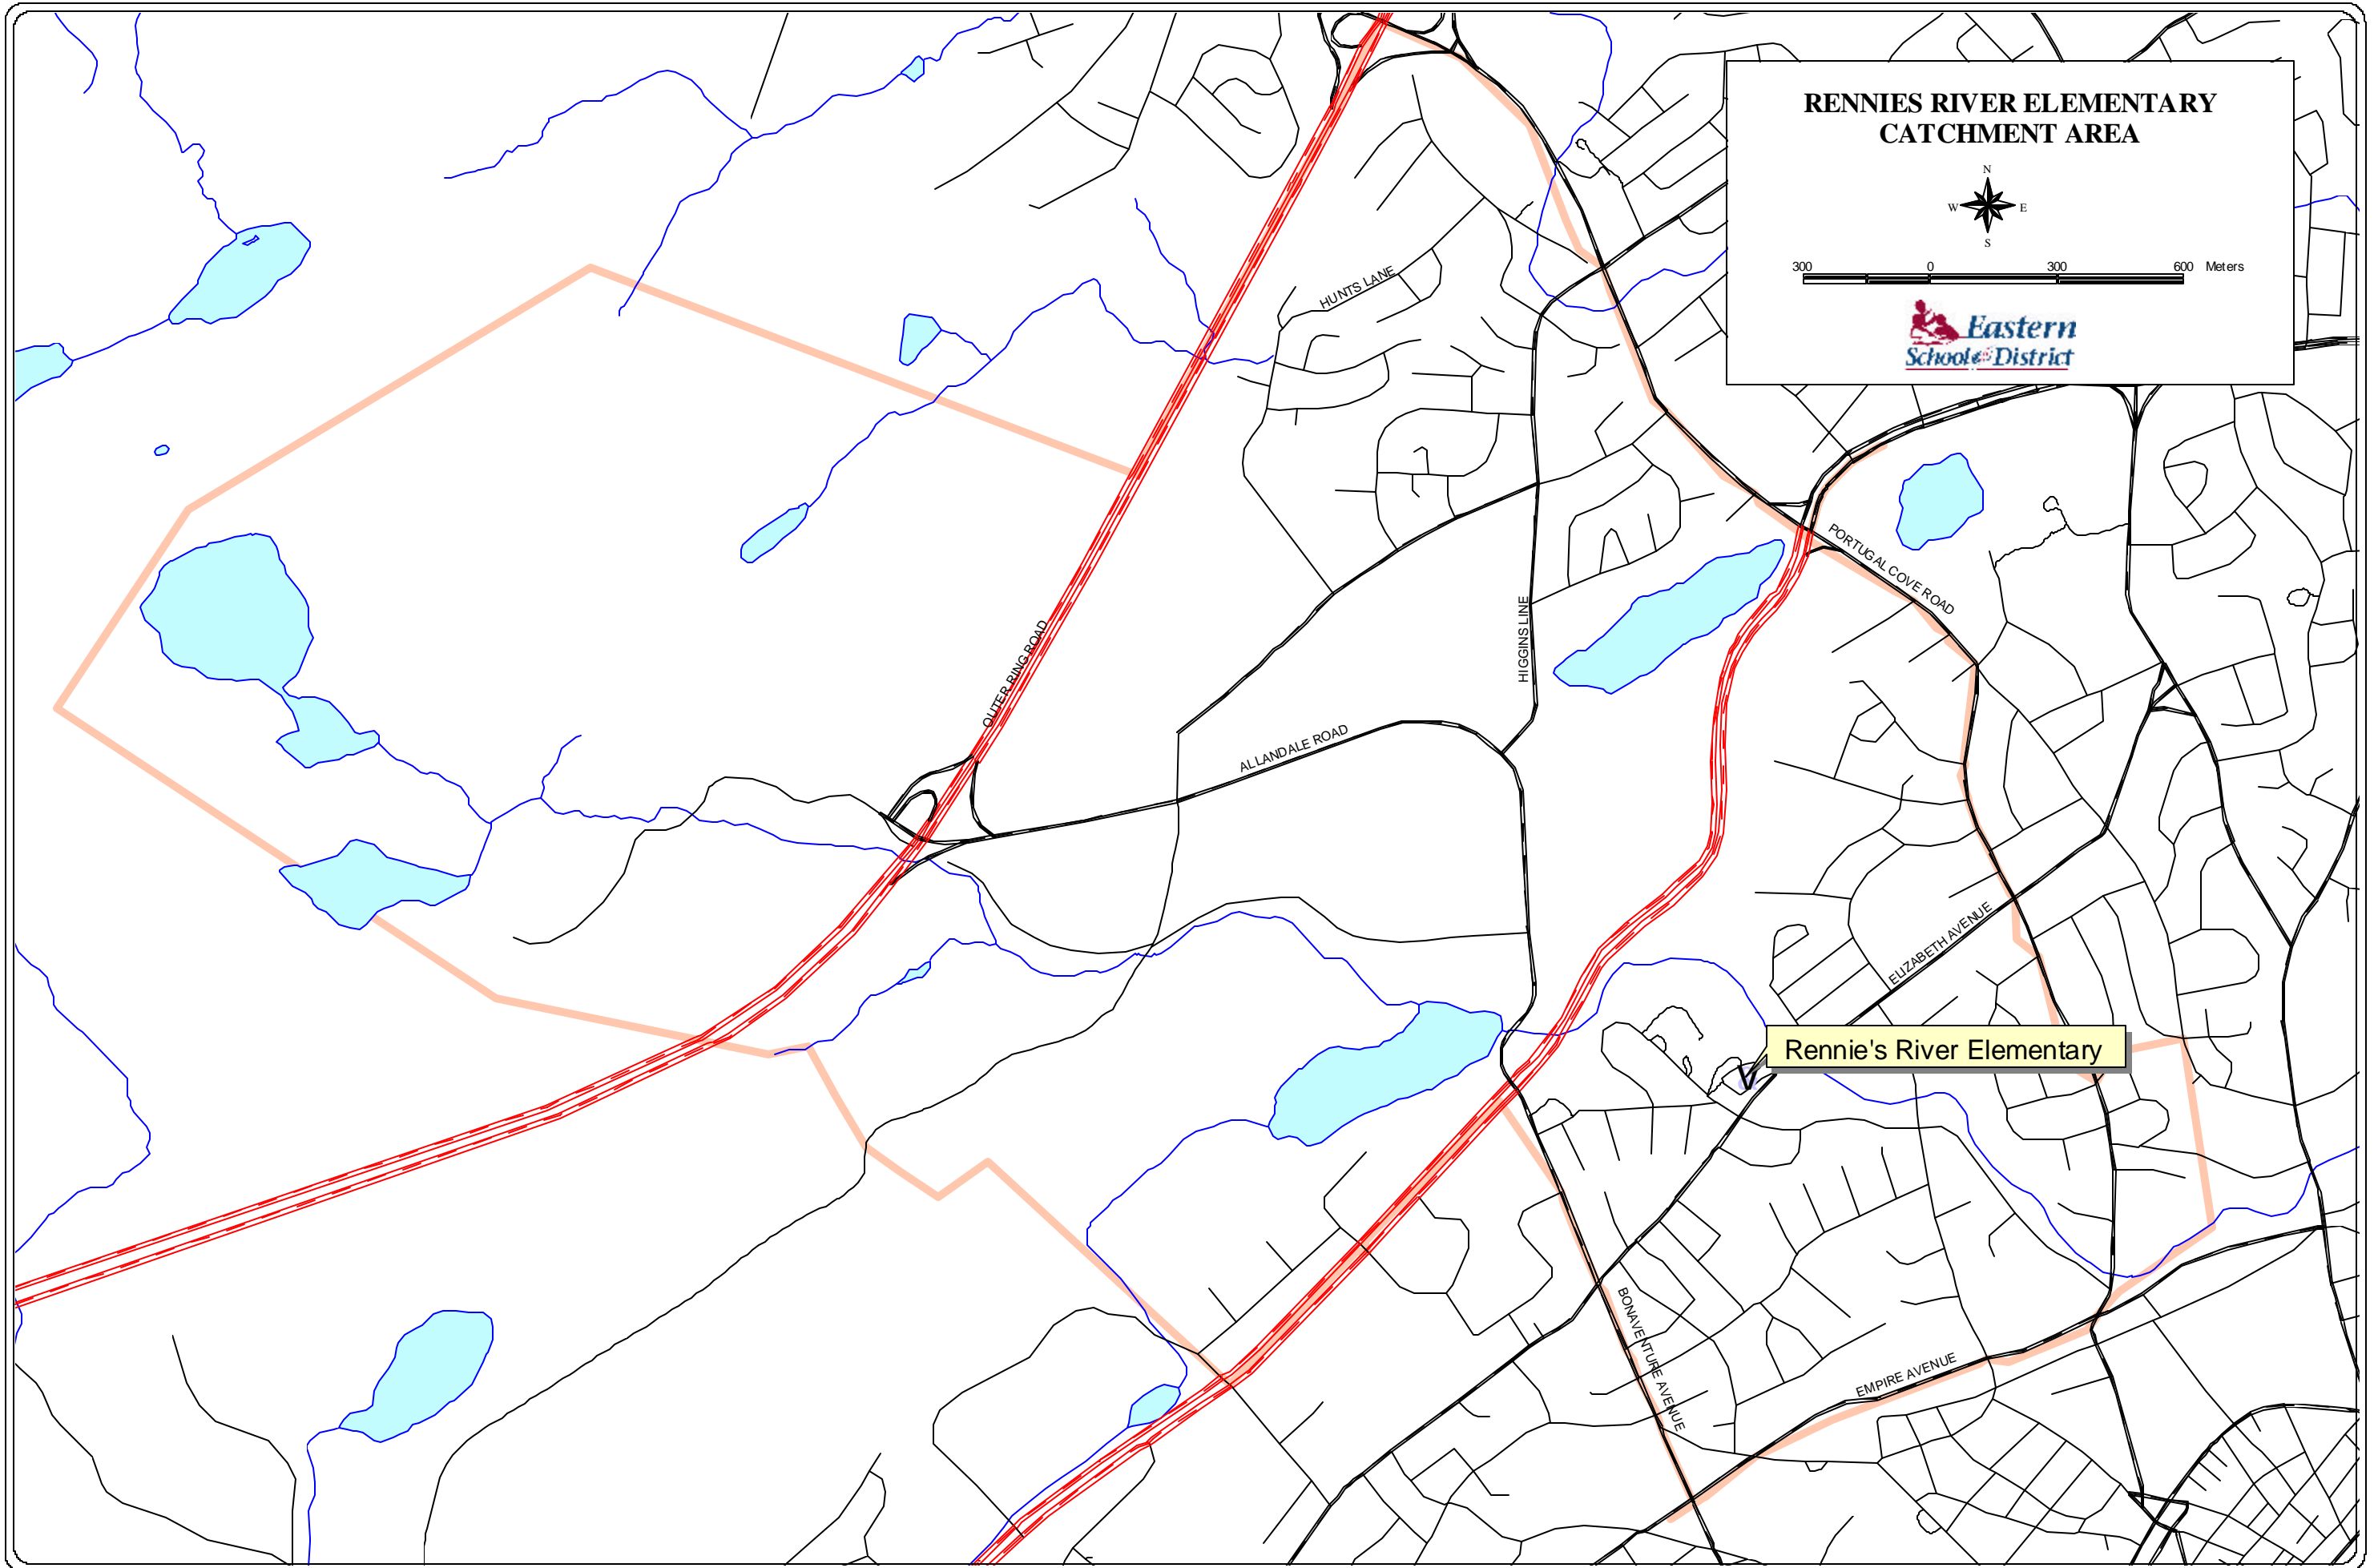 RENNIES RIVER ELEMENTARY
CATCHMENT AREA
N
W E
S
300 0 300 600 Meters
Eastern
School District
HUNTS LANE
PORTUGAL COVE ROAD
OUTER RING ROAD
HIGGINS LINE
ALLANDALE ROAD
ELIZABETH AVENUE
Rennie's River Elementary
BONAVENTURE AVENUE
EMPIRE AVENUE